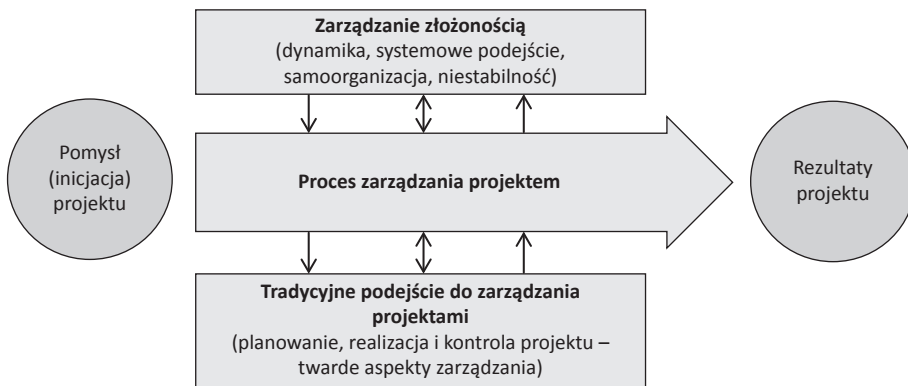 Zarządzanie złożonością
(dynamika, systemowe podejście,
samoorganizacja, niestabilność)
Pomysł
(inicjacja)
projektu
Proces zarządzania projektem
Rezultaty
projektu
Tradycyjne podejście do zarządzania
projektami
(planowanie, realizacja i kontrola projektu –
twarde aspekty zarządzania)